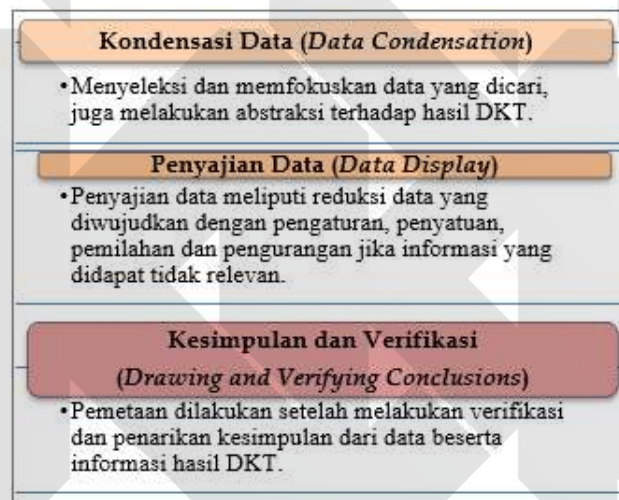 Kondensasi Data (Data Condensation)
•Menyeleksi dan memfokuskan data yang dicari,
juga melakukan abstraksi terhadap hasil DKT.
Penyajian Data (Data Display)
•Penyajian data meliputi reduksi data yang
diwujudkan dengan pengaturan, penyatuan,
pemilahan dan pengurangan jika informasi yang
didapat tidak relevan.
Kesimpulan dan Verifikasi
(Drawing and Verifying Conclusions)
•Pemetaan dilakukan setelah melakukan verifikasi
dan penarikan kesimpulan dari data beserta
informasi hasil DKT.